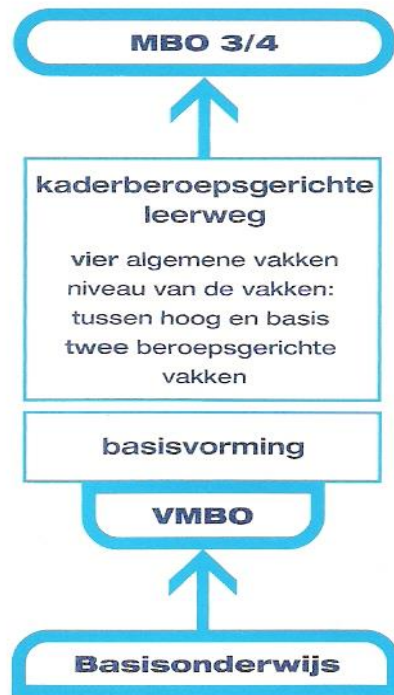 MBO 3/4
kaderberoepsgerichte
leerweg
vier algemene vakken
niveau van de vakken:
tussen hoog en basis
twee beroepsgerichte
vakken
basisvorming
VMBO
Basisonderwijs